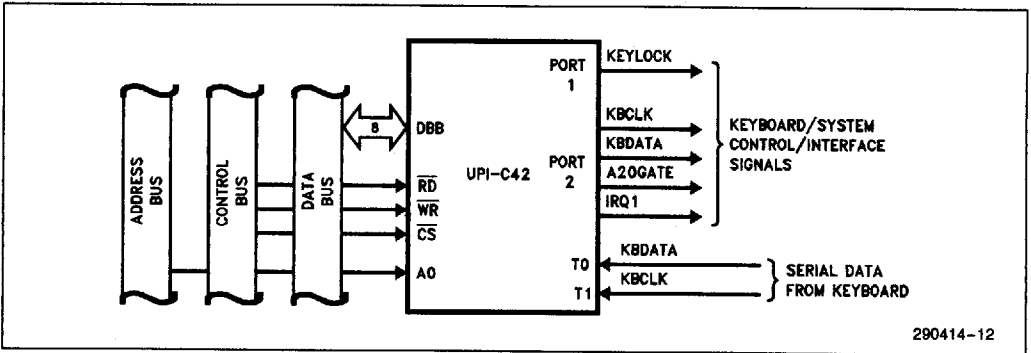 ADDRESS
BUS
CONTROL
BUS
DATA
BUS
8
DBB
RD
WR
CS
A0
UPI-C42
PORT
1
PORT
2
T0
T1
KEYLOCK
KBCLK
KBDATA
A20GATE
IRQ1
KBDATA
KBCLK
KEYBOARD/SYSTEM
CONTROL/INTERFACE
SIGNALS
SERIAL DATA
FROM KEYBOARD
290414-12